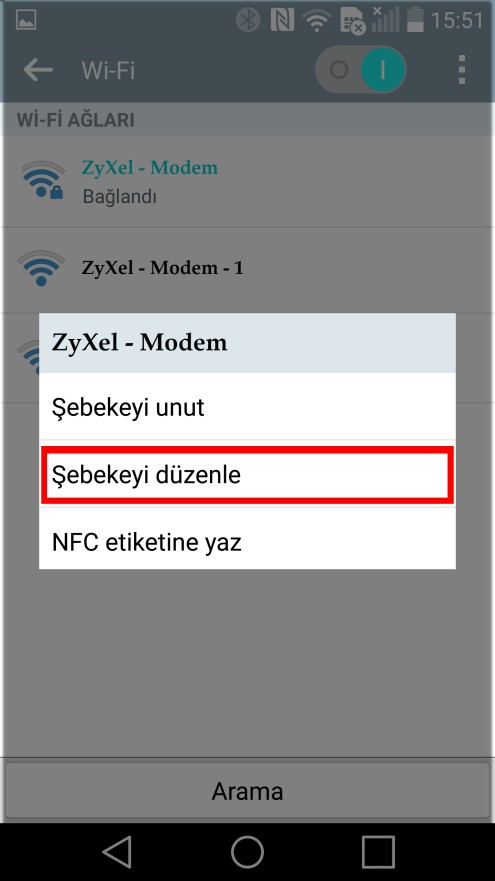 15:51
Wi-Fi
Wİ-Fİ AĞLARI
ZyXel - Modem
Bağlandı
ZyXel - Modem - 1
ZyXel - Modem
Şebekeyi unut
Şebekeyi düzenle
NFC etiketine yaz
Arama